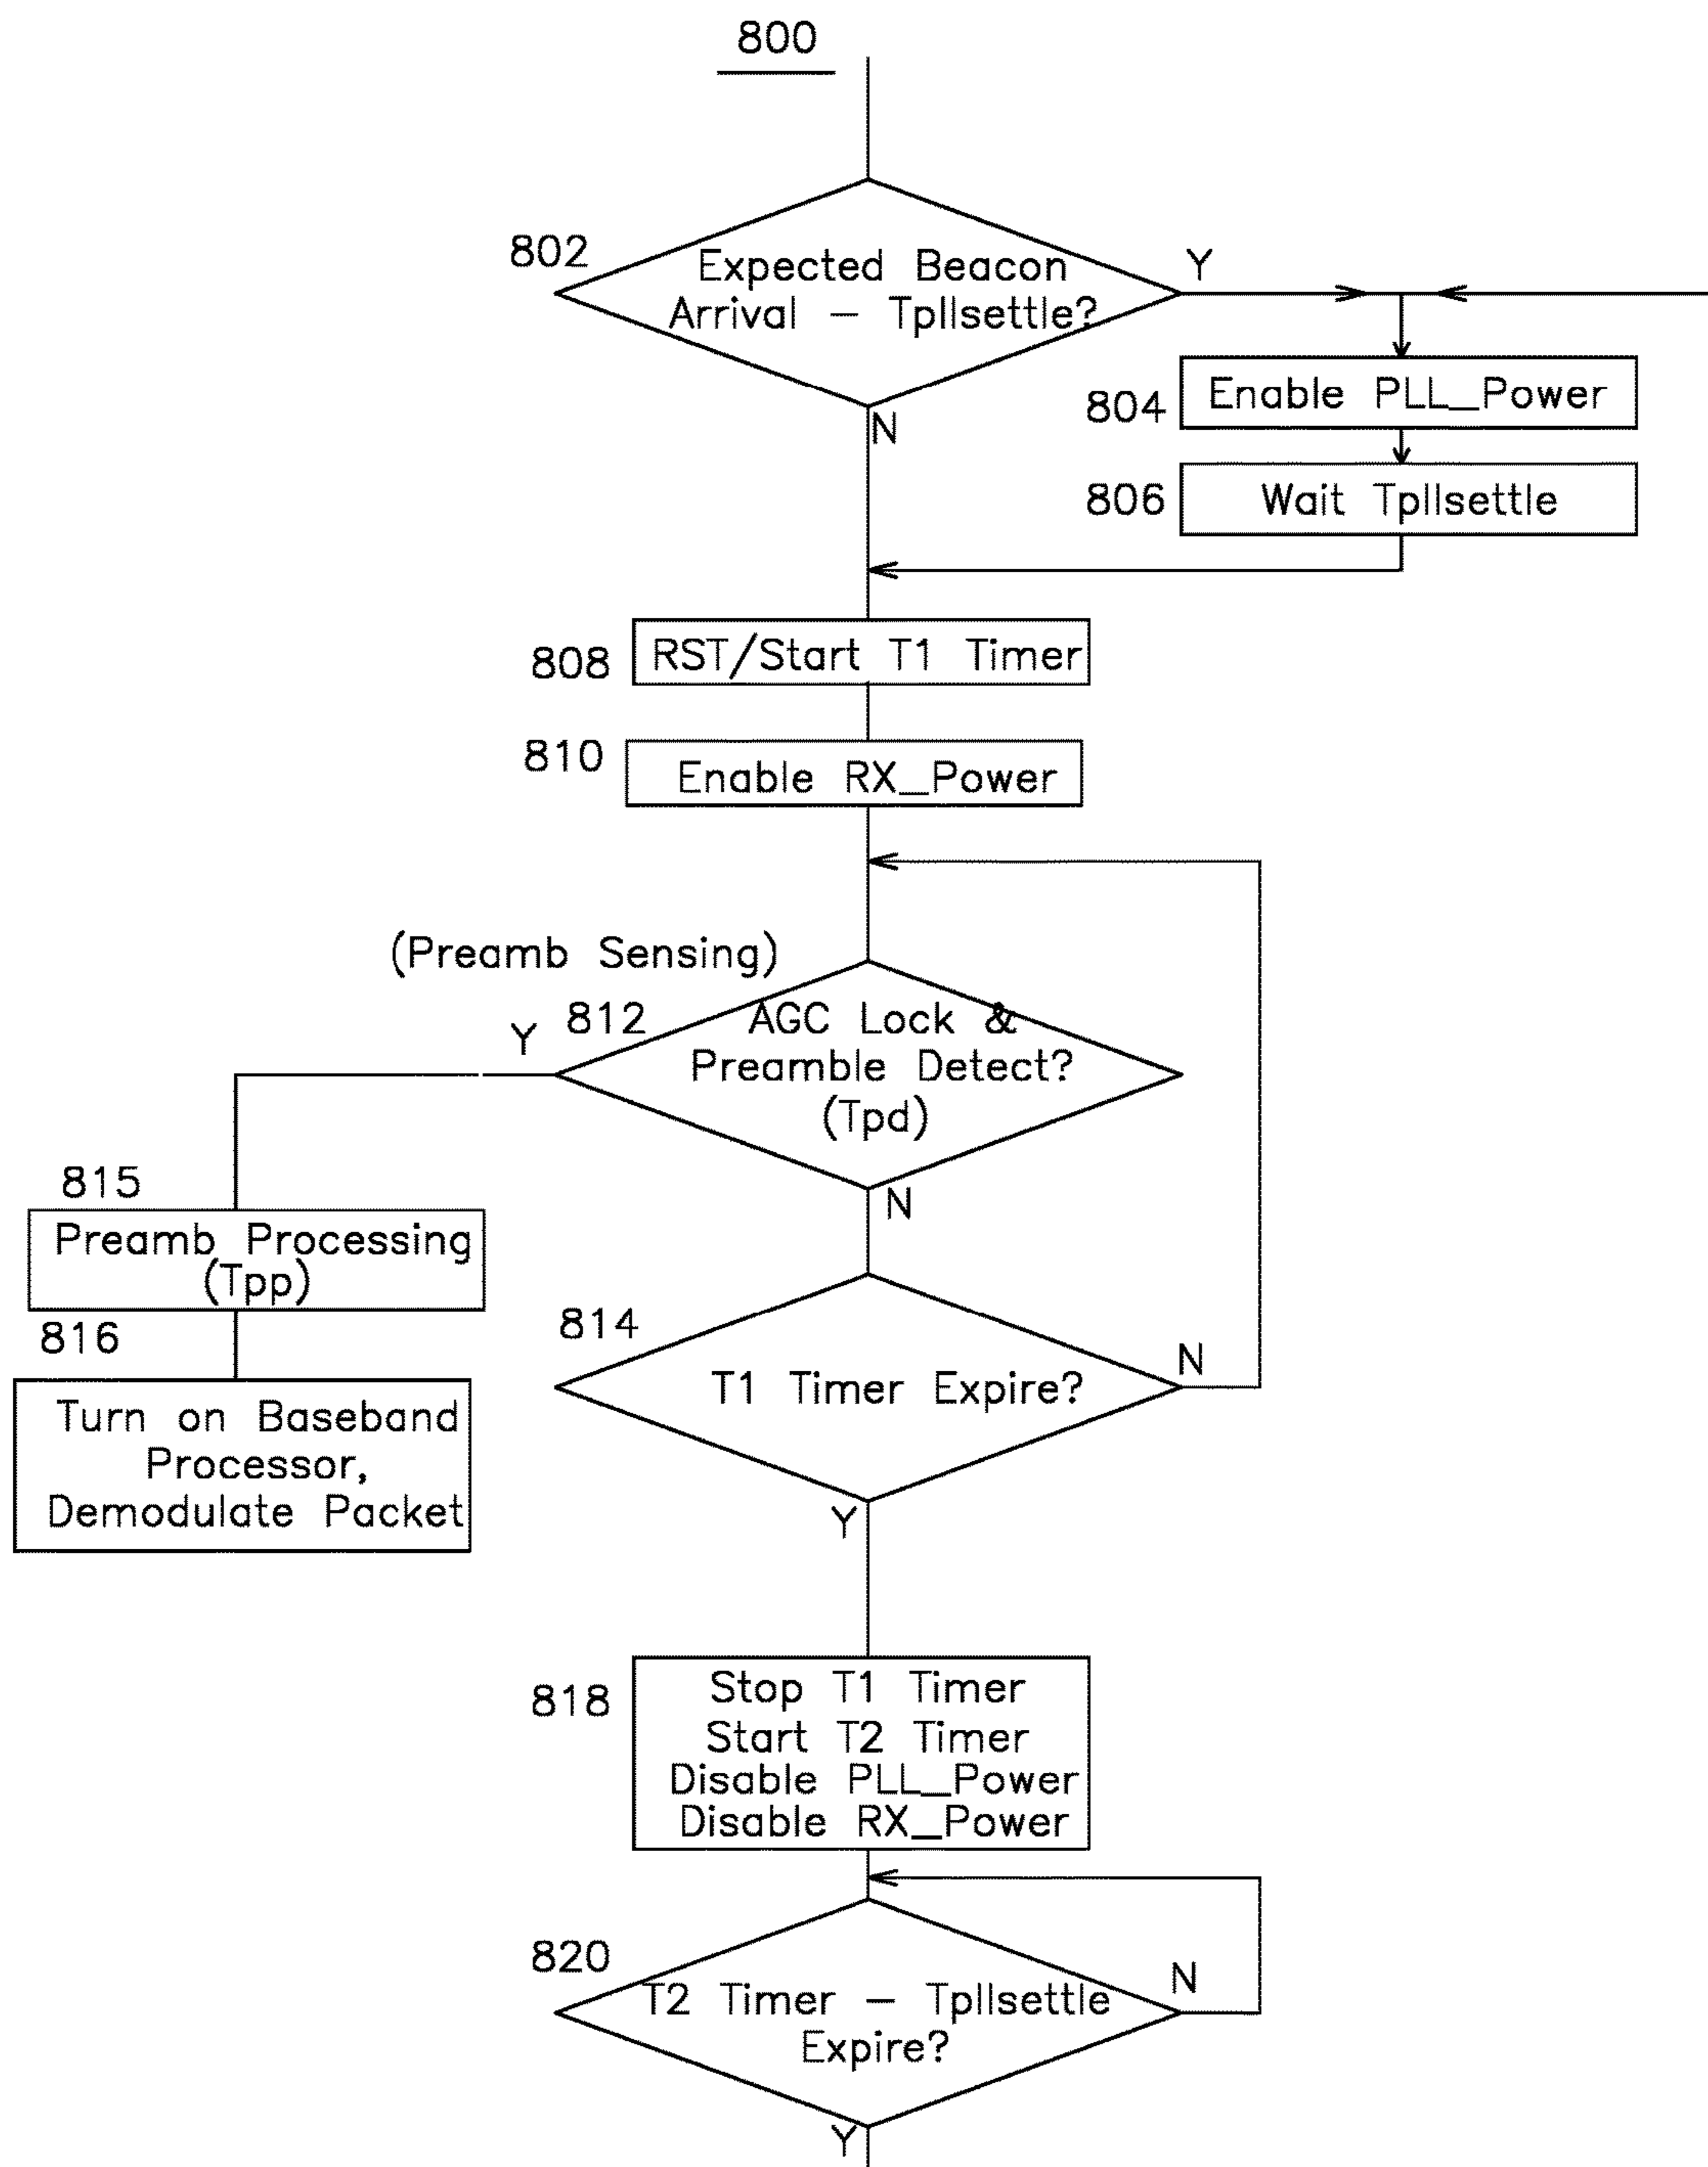 800
802
Expected Beacon
Arrival – Tpllsettle?
Y
N
804
Enable PLL_Power
806
Wait Tpllsettle
808
RST/Start T1 Timer
810
Enable RX_Power
(Preamb Sensing)
812
AGC Lock &
Preamble Detect?
(Tpd)
Y
N
815
Preamb Processing
(Tpp)
816
Turn on Baseband
Processor,
Demodulate Packet
814
T1 Timer Expire?
N
Y
818
Stop T1 Timer
Start T2 Timer
Disable PLL_Power
Disable RX_Power
820
T2 Timer – Tpllsettle
Expire?
N
Y